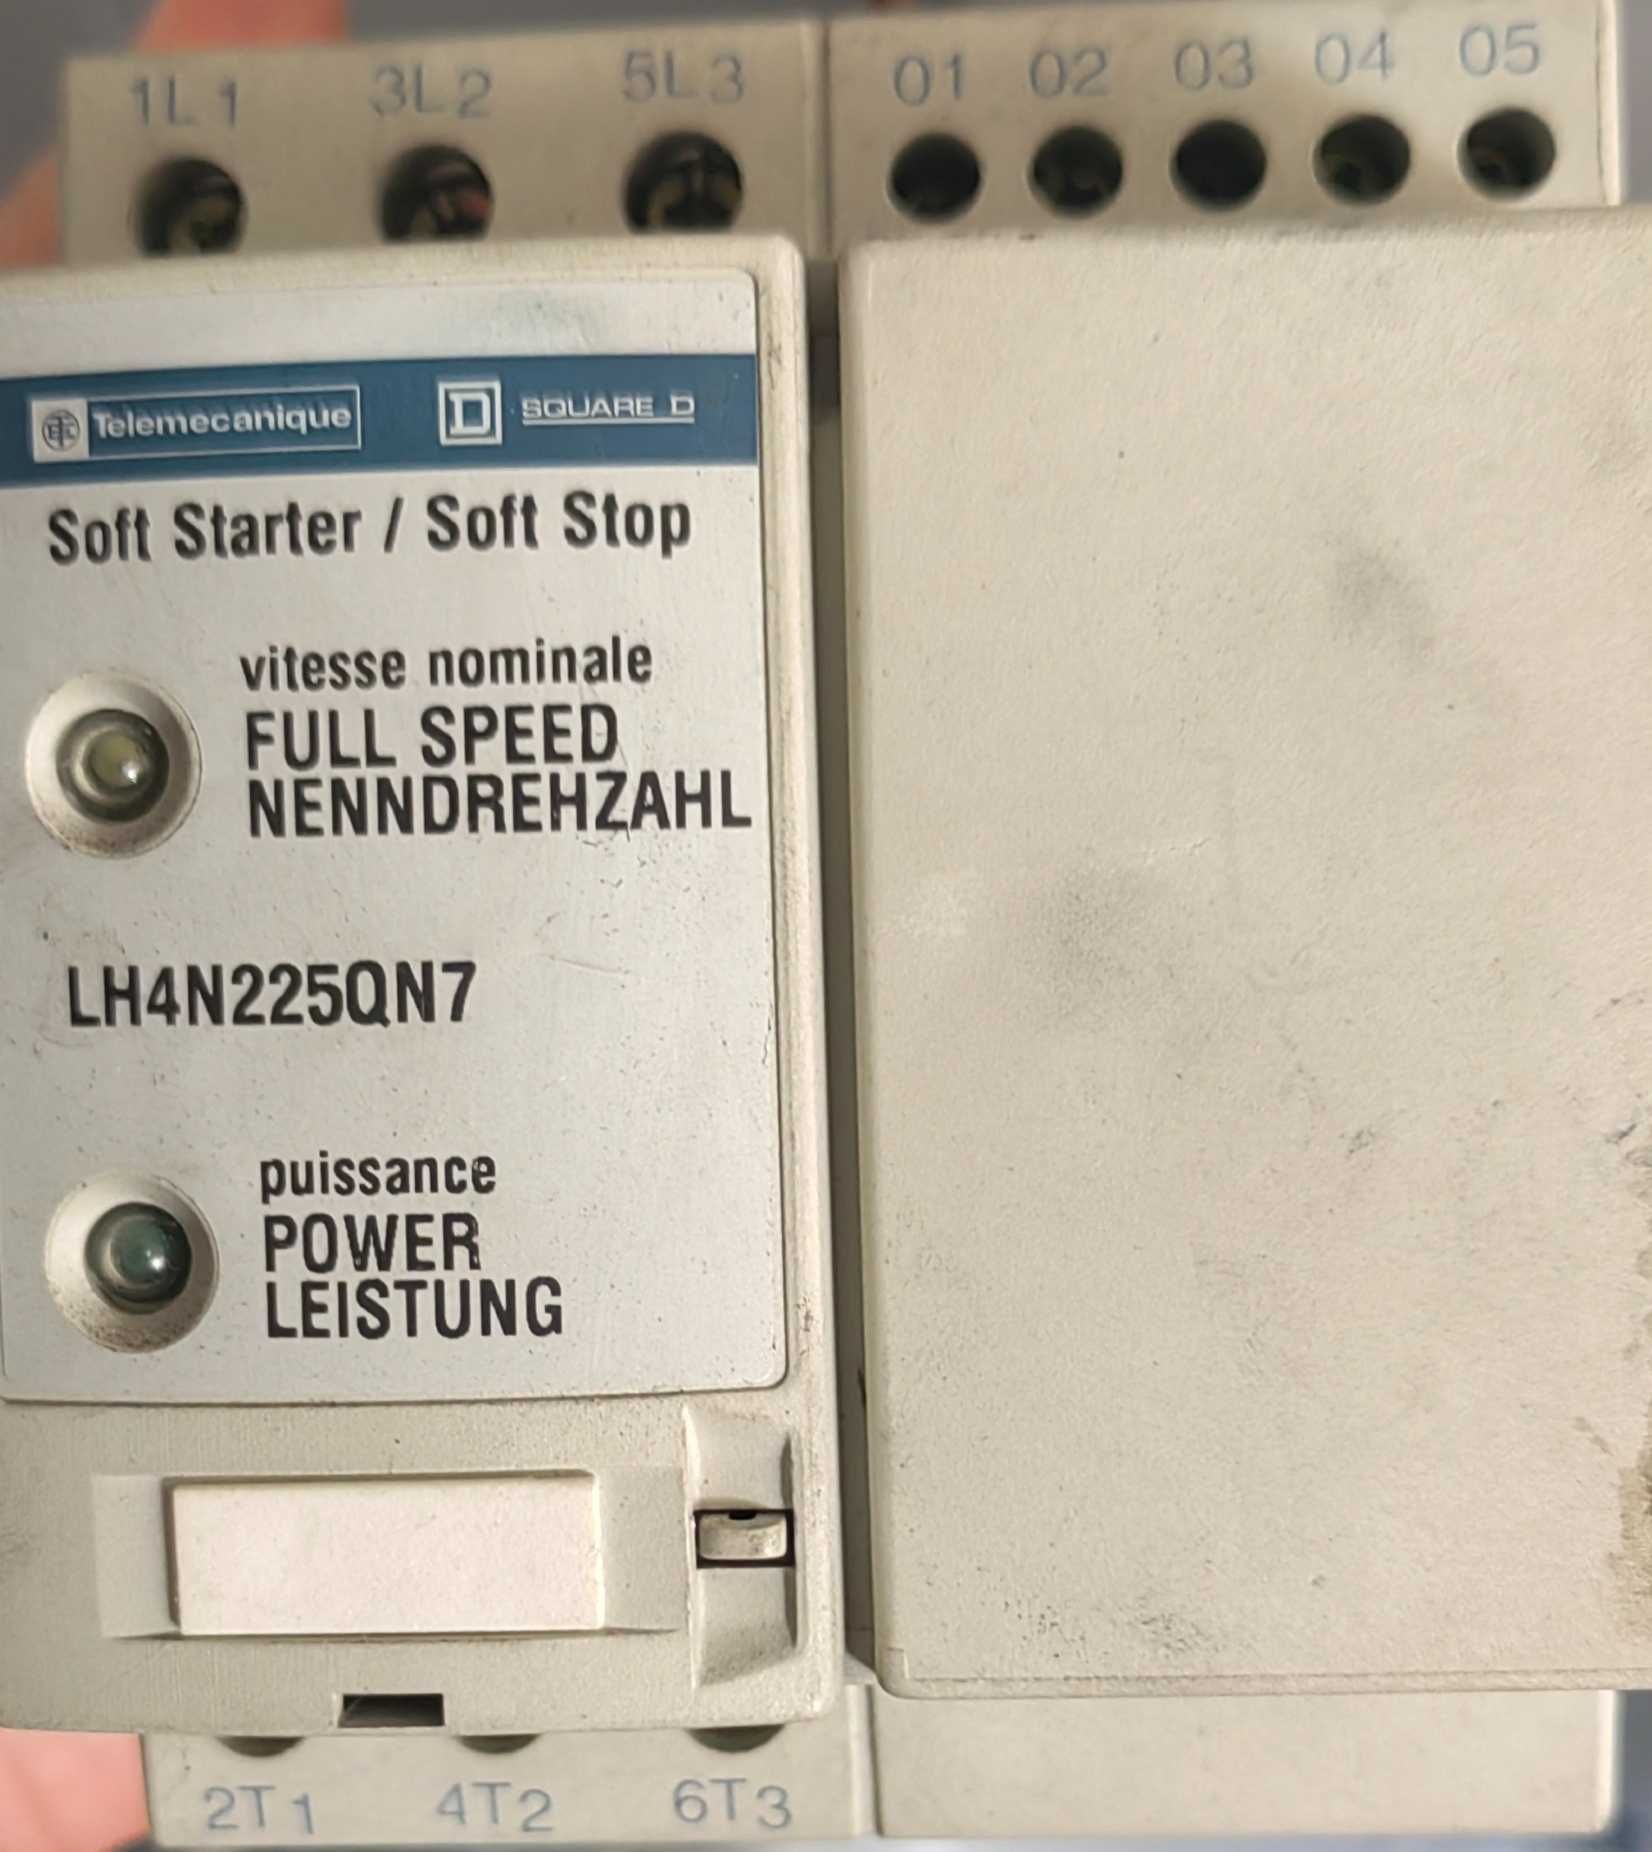 1L1 3L2 5L3 01 02 03 04 05
Telemecanique D SQUARE D
Soft Starter / Soft Stop
vitesse nominale
FULL SPEED
NENNDREHZAHL
LH4N225QN7
puissance
POWER
LEISTUNG
2T1 4T2 6T3